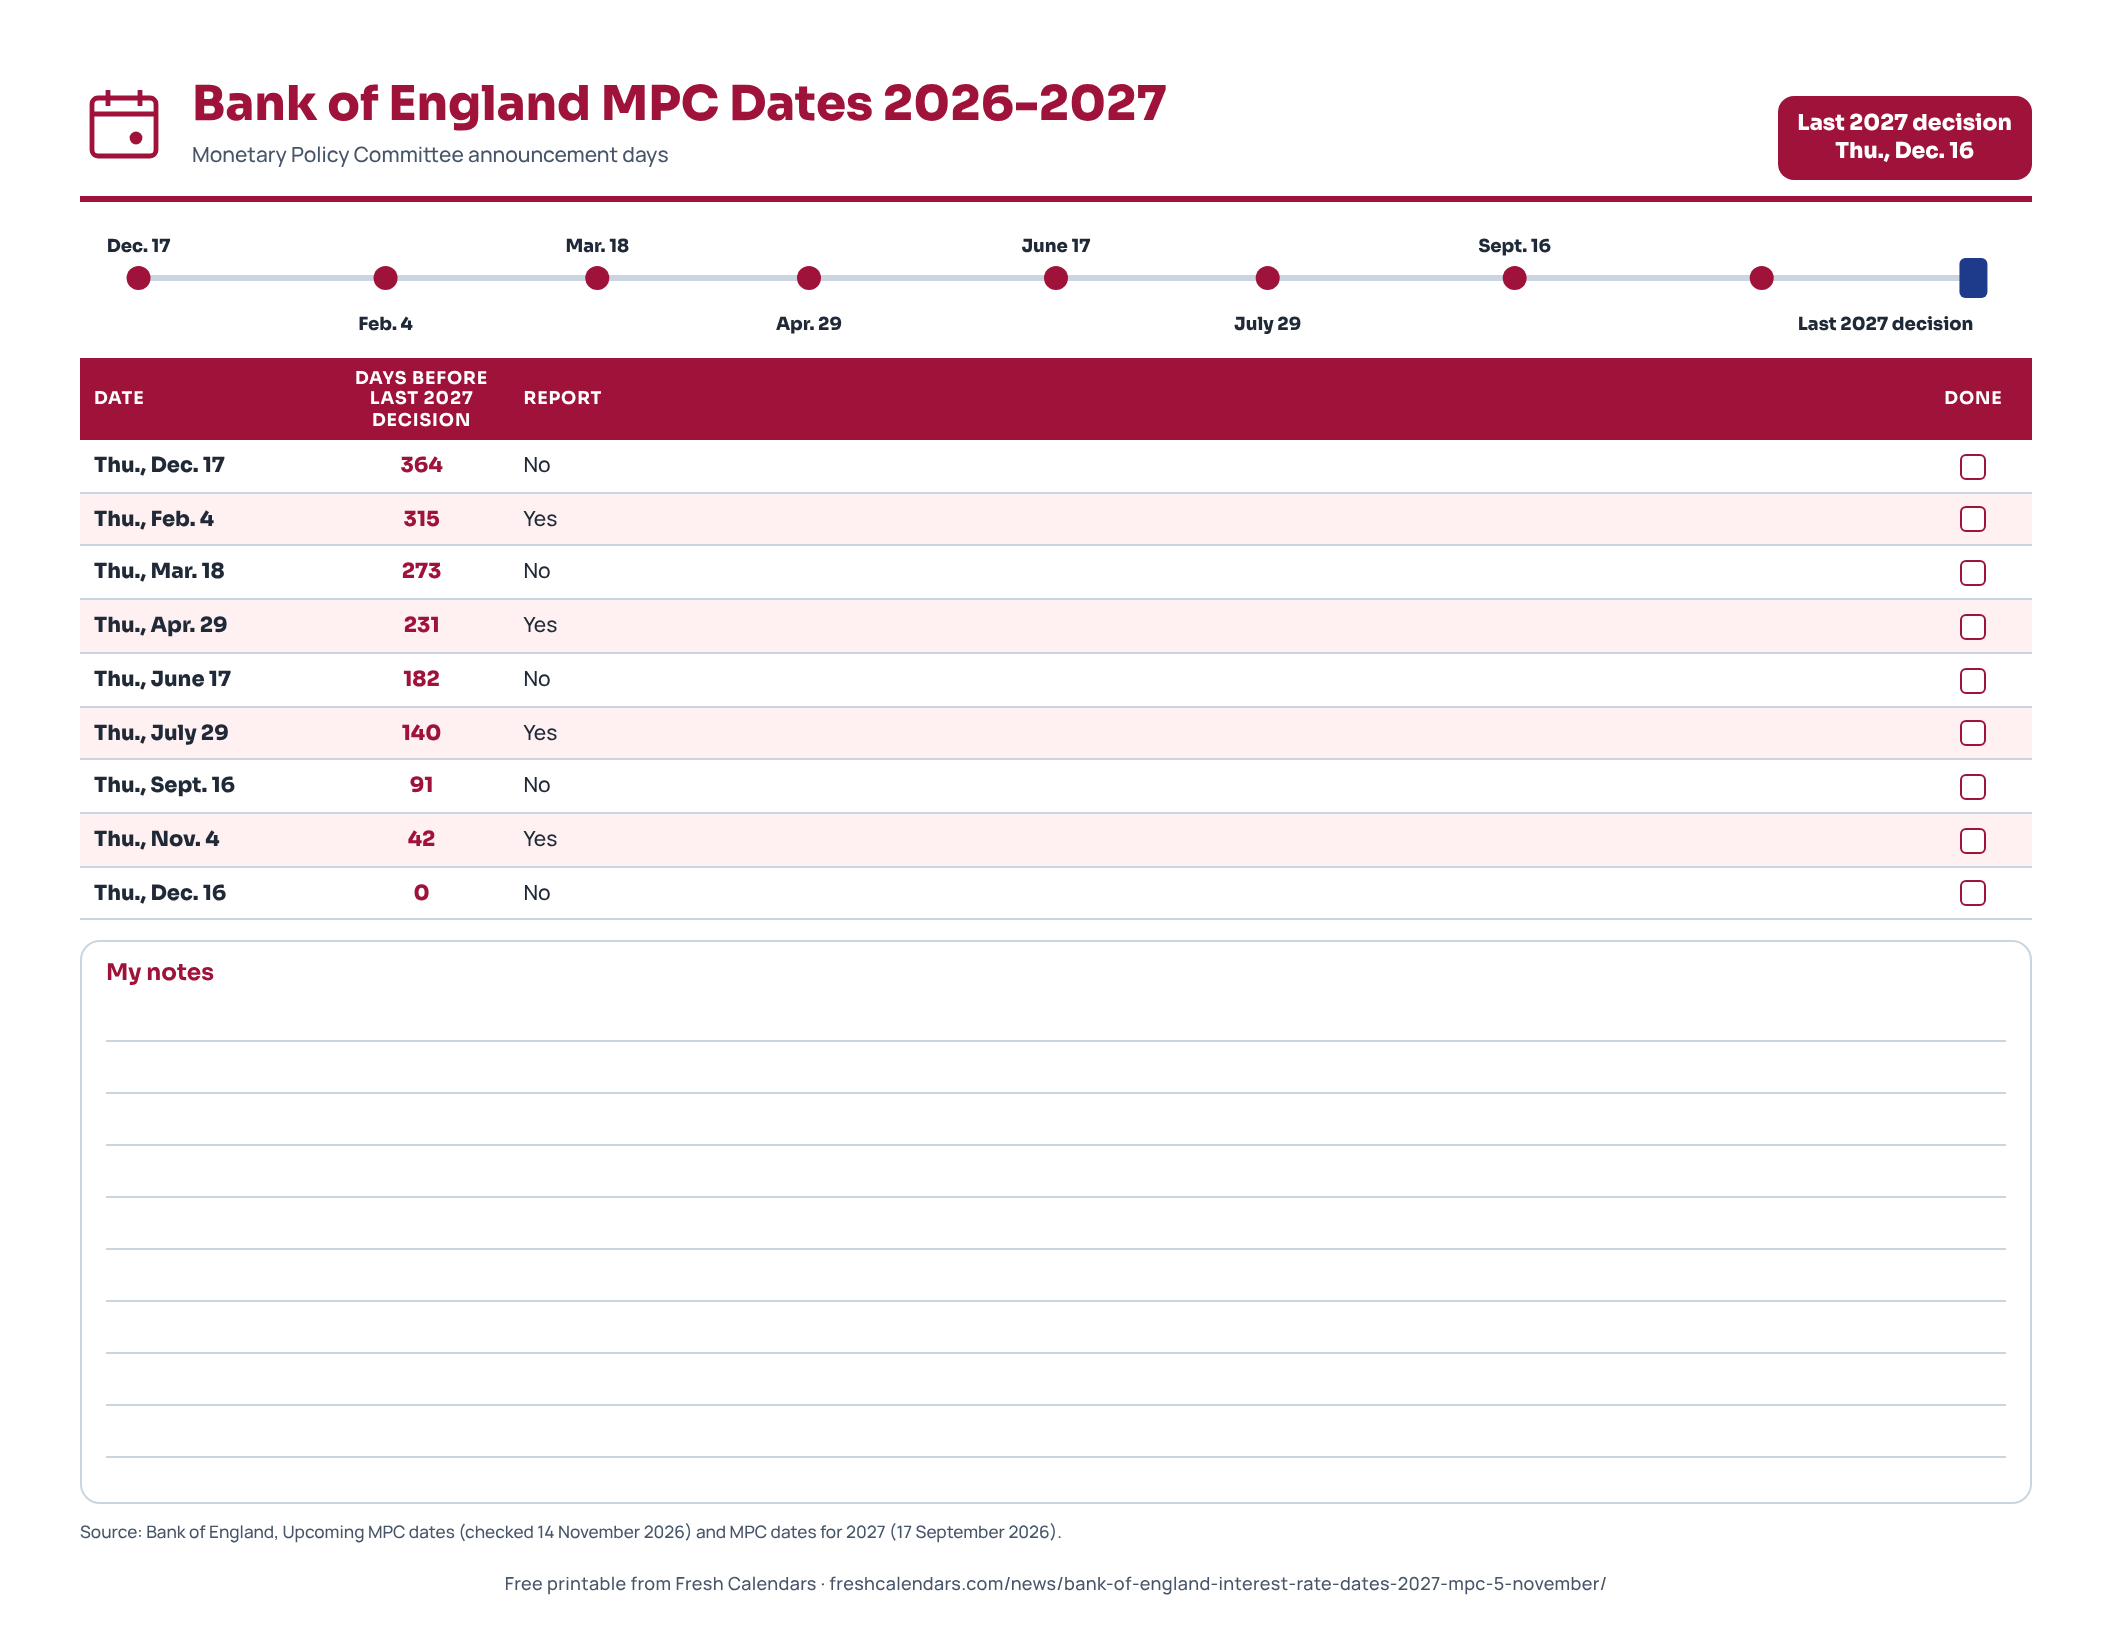 Bank of England MPC Dates 2026–2027
Monetary Policy Committee announcement days
Last 2027 decision
Thu., Dec. 16
Dec. 17
Mar. 18
June 17
Sept. 16
Feb. 4
Apr. 29
July 29
Last 2027 decision
DATE
DAYS BEFORE
LAST 2027
DECISION
REPORT
DONE
Thu., Dec. 17 364 No
Thu., Feb. 4 315 Yes
Thu., Mar. 18 273 No
Thu., Apr. 29 231 Yes
Thu., June 17 182 No
Thu., July 29 140 Yes
Thu., Sept. 16 91 No
Thu., Nov. 4 42 Yes
Thu., Dec. 16 0 No
My notes
Source: Bank of England, Upcoming MPC dates (checked 14 November 2026) and MPC dates for 2027 (17 September 2026).
Free printable from Fresh Calendars · freshcalendars.com/news/bank-of-england-interest-rate-dates-2027-mpc-5-november/